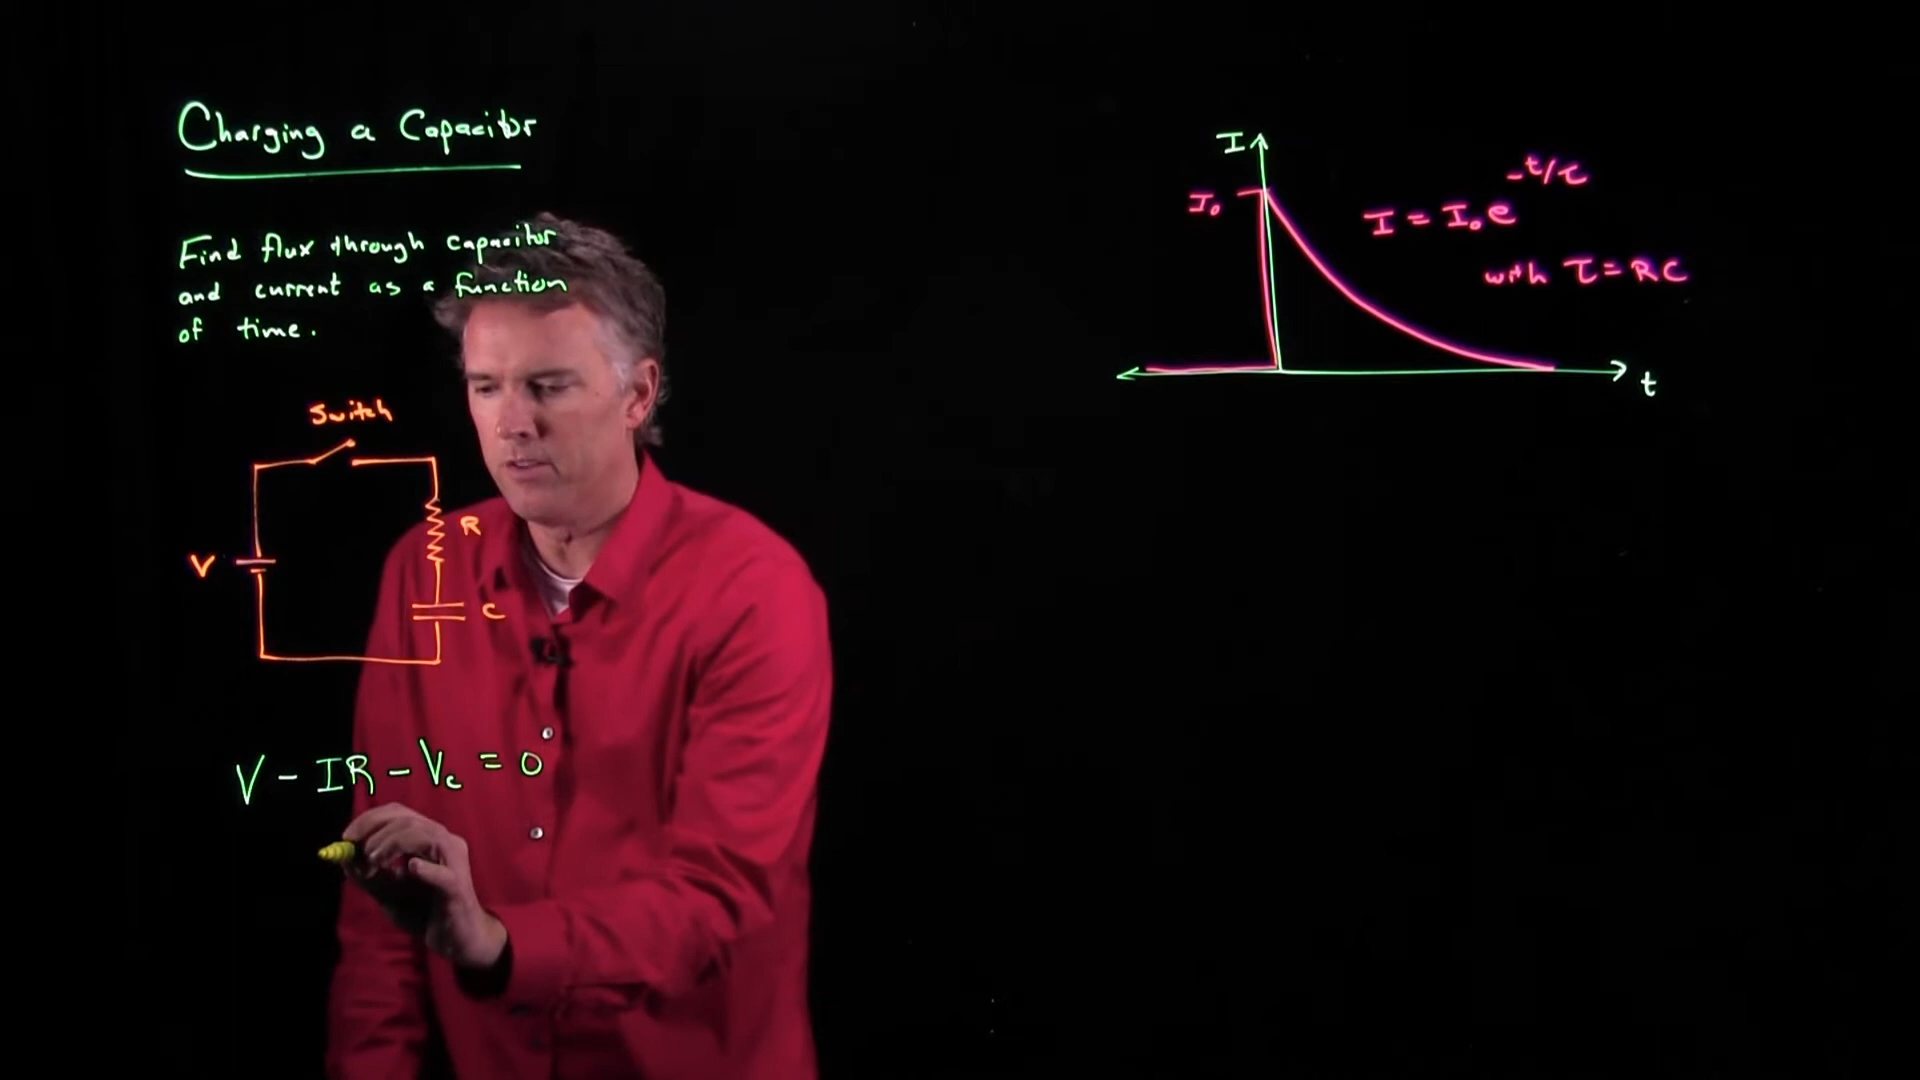 Charging a Capacitor
Find flux through capacitor
and current as a function
of time.
Switch
V
R
C
V - IR - Vc = 0
I
I₀
I = I₀e^-t/τ
with τ = RC
t